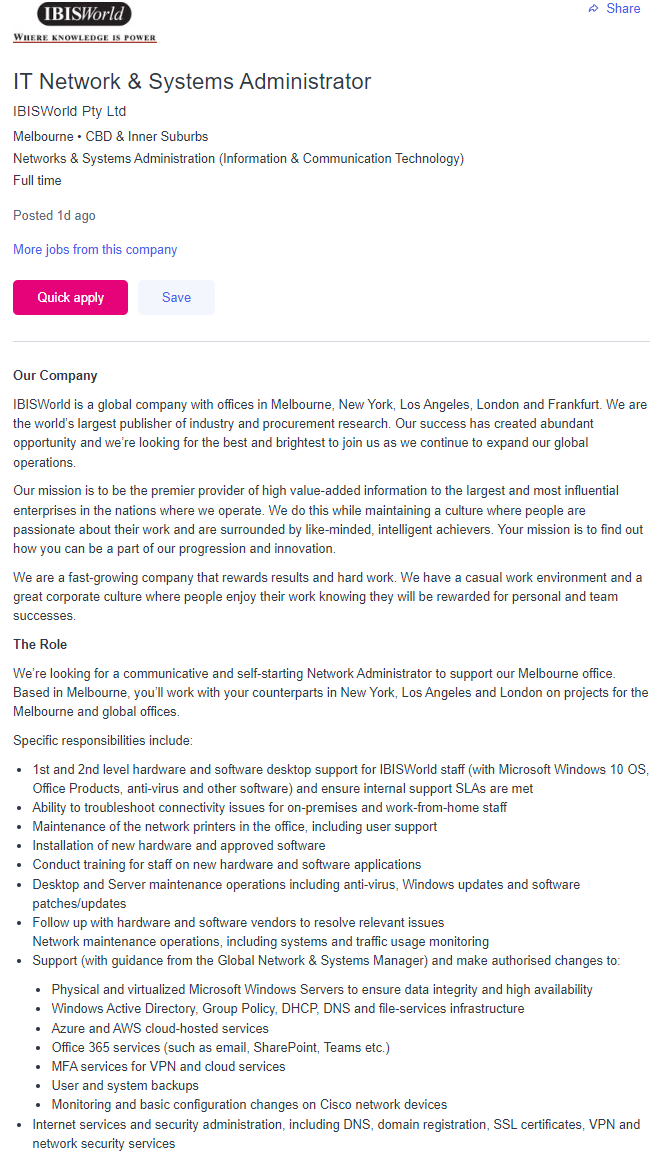 IBISWorld
WHERE KNOWLEDGE IS POWER
Share
IT Network & Systems Administrator
IBISWorld Pty Ltd
Melbourne • CBD & Inner Suburbs
Networks & Systems Administration (Information & Communication Technology)
Full time
Posted 1d ago
More jobs from this company
Quick apply
Save
Our Company
IBISWorld is a global company with offices in Melbourne, New York, Los Angeles, London and Frankfurt. We are
the world’s largest publisher of industry and procurement research. Our success has created abundant
opportunity and we’re looking for the best and brightest to join us as we continue to expand our global
operations.
Our mission is to be the premier provider of high value-added information to the largest and most influential
enterprises in the nations where we operate. We do this while maintaining a culture where people are
passionate about their work and are surrounded by like-minded, intelligent achievers. Your mission is to find out
how you can be a part of our progression and innovation.
We are a fast-growing company that rewards results and hard work. We have a casual work environment and a
great corporate culture where people enjoy their work knowing they will be rewarded for personal and team
successes.
The Role
We’re looking for a communicative and self-starting Network Administrator to support our Melbourne office.
Based in Melbourne, you’ll work with your counterparts in New York, Los Angeles and London on projects for the
Melbourne and global offices.
Specific responsibilities include:
• 1st and 2nd level hardware and software desktop support for IBISWorld staff (with Microsoft Windows 10 OS,
Office Products, anti-virus and other software) and ensure internal support SLAs are met
• Ability to troubleshoot connectivity issues for on-premises and work-from-home staff
• Maintenance of the network printers in the office, including user support
• Installation of new hardware and approved software
• Conduct training for staff on new hardware and software applications
• Desktop and Server maintenance operations including anti-virus, Windows updates and software
patches/updates
• Follow up with hardware and software vendors to resolve relevant issues
Network maintenance operations, including systems and traffic usage monitoring
• Support (with guidance from the Global Network & Systems Manager) and make authorised changes to:
• Physical and virtualized Microsoft Windows Servers to ensure data integrity and high availability
• Windows Active Directory, Group Policy, DHCP, DNS and file-services infrastructure
• Azure and AWS cloud-hosted services
• Office 365 services (such as email, SharePoint, Teams etc.)
• MFA services for VPN and cloud services
• User and system backups
• Monitoring and basic configuration changes on Cisco network devices
• Internet services and security administration, including DNS, domain registration, SSL certificates, VPN and
network security services